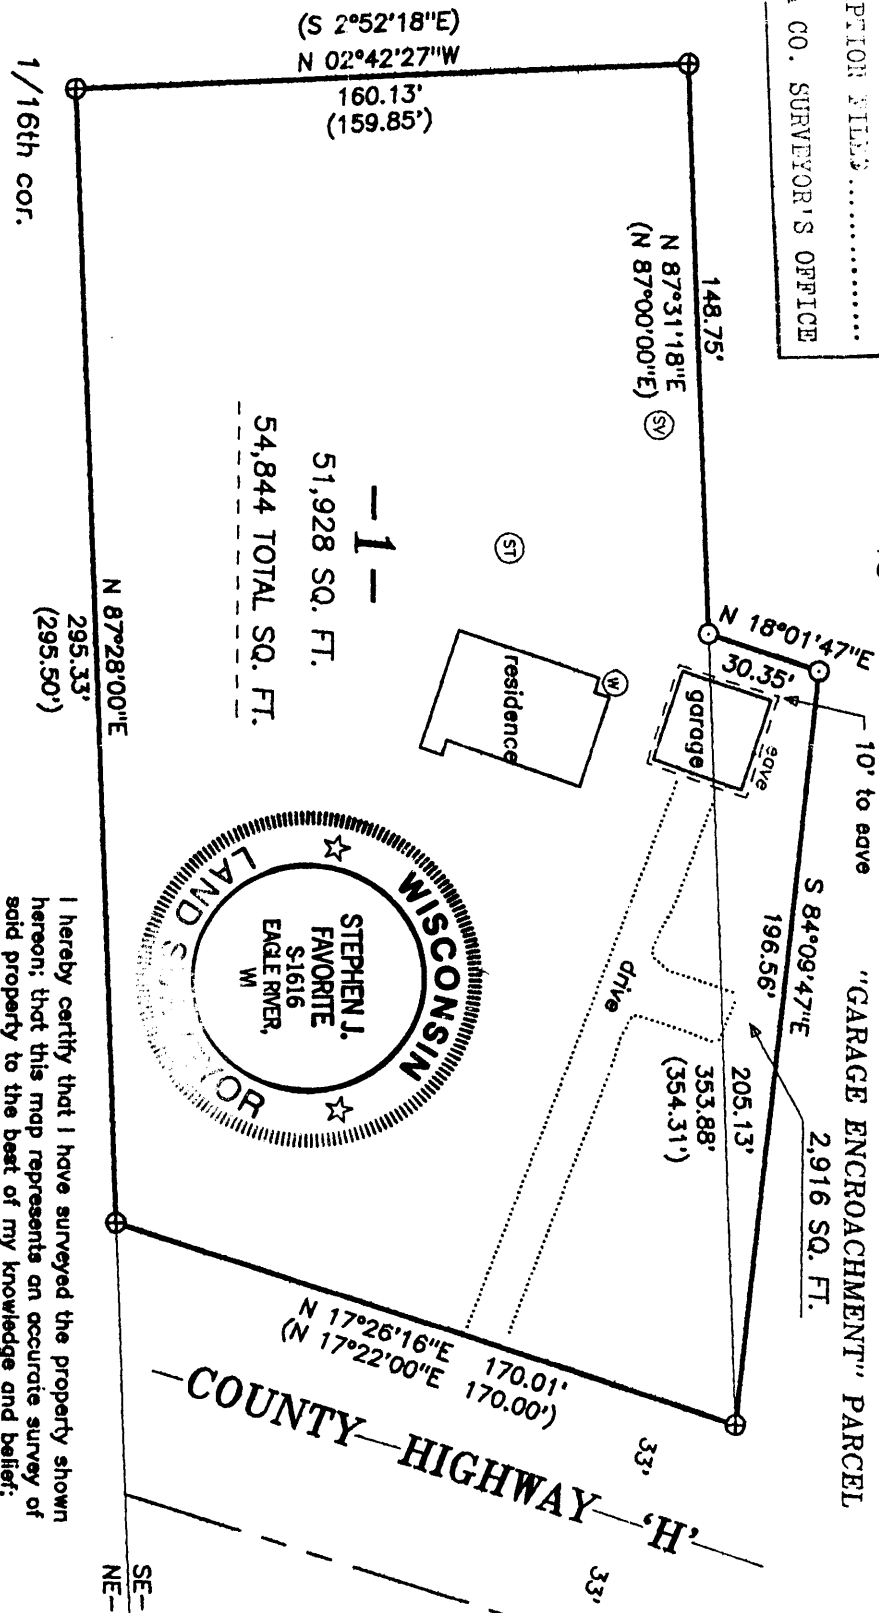 PTION FILES...............
CO. SURVEYOR'S OFFICE
(S 2°52'18"E)
N 02°42'27"W
160.13'
(159.85')
1/16th cor.
148.75'
N 87°31'18"E
(N 87°00'00"E)
SV
N 18°01'47"E
30.35'
10' to eave
"GARAGE ENCROACHMENT" PARCEL
2,916 SQ. FT.
S 84°09'47"E
196.56'
205.13'
353.88'
(354.31')
garage
eave
W
residence
ST
drive
-1-
51,928 SQ. FT.
54,844 TOTAL SQ. FT.
N 87°28'00"E
295.33'
(295.50')
WISCONSIN
STEPHEN J.
FAVORITE
S-1616
EAGLE RIVER,
WI
LAND S YOR
N 17°26'16"E 170.01'
(N 17°22'00"E 170.00')
33'
COUNTY HIGHWAY 'H'
33'
SE-
NE-
I hereby certify that I have surveyed the property shown
hereon; that this map represents an accurate survey of
said property to the best of my knowledge and belief;